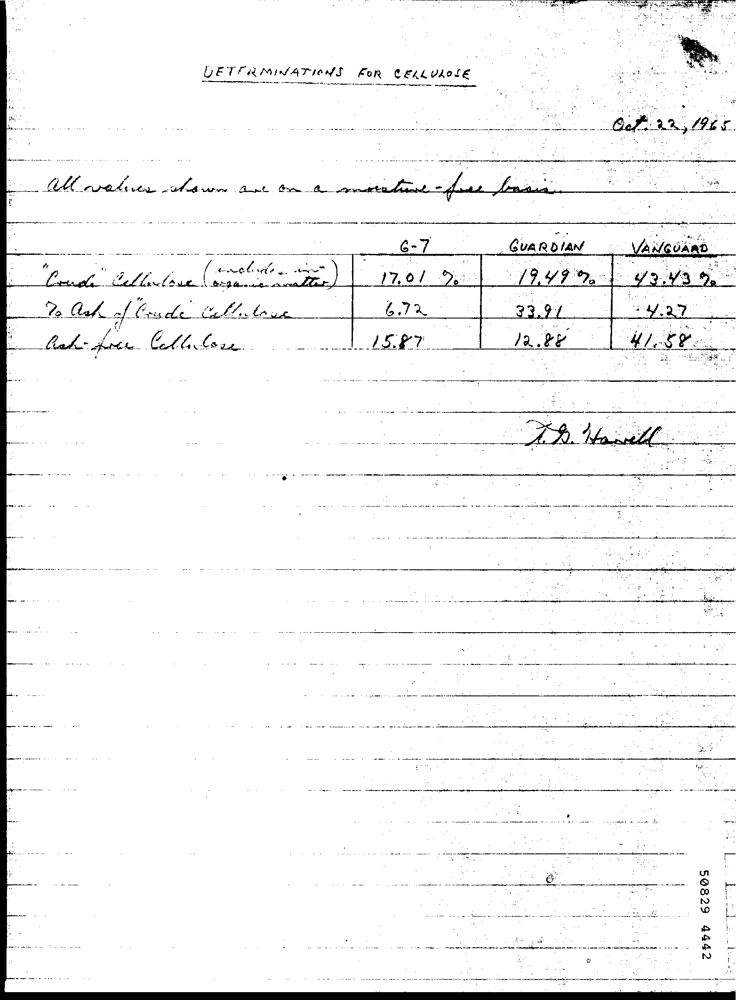 DETERMINATIONS FOR CELLULOSE
Oct. 22, 1965
All values shown are on a moisture-free basis.
G-7 GUARDIAN VANGUARD
"Crude" Cellulose (includes inorganic matter) 17.01 % 19.49 % 43.43 %
% Ash of "Crude" Cellulose 6.72 33.91 4.27
Ash-free Cellulose 15.87 12.88 41.58
Harell
50829 4442